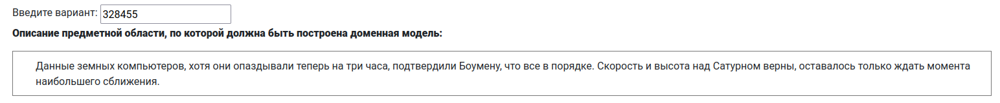 Введите вариант: 328455
Описание предметной области, по которой должна быть построена доменная модель:
Данные земных компьютеров, хотя они опаздывали теперь на три часа, подтвердили Боумену, что все в порядке. Скорость и высота над Сатурном верны, оставалось только ждать момента
наибольшего сближения.